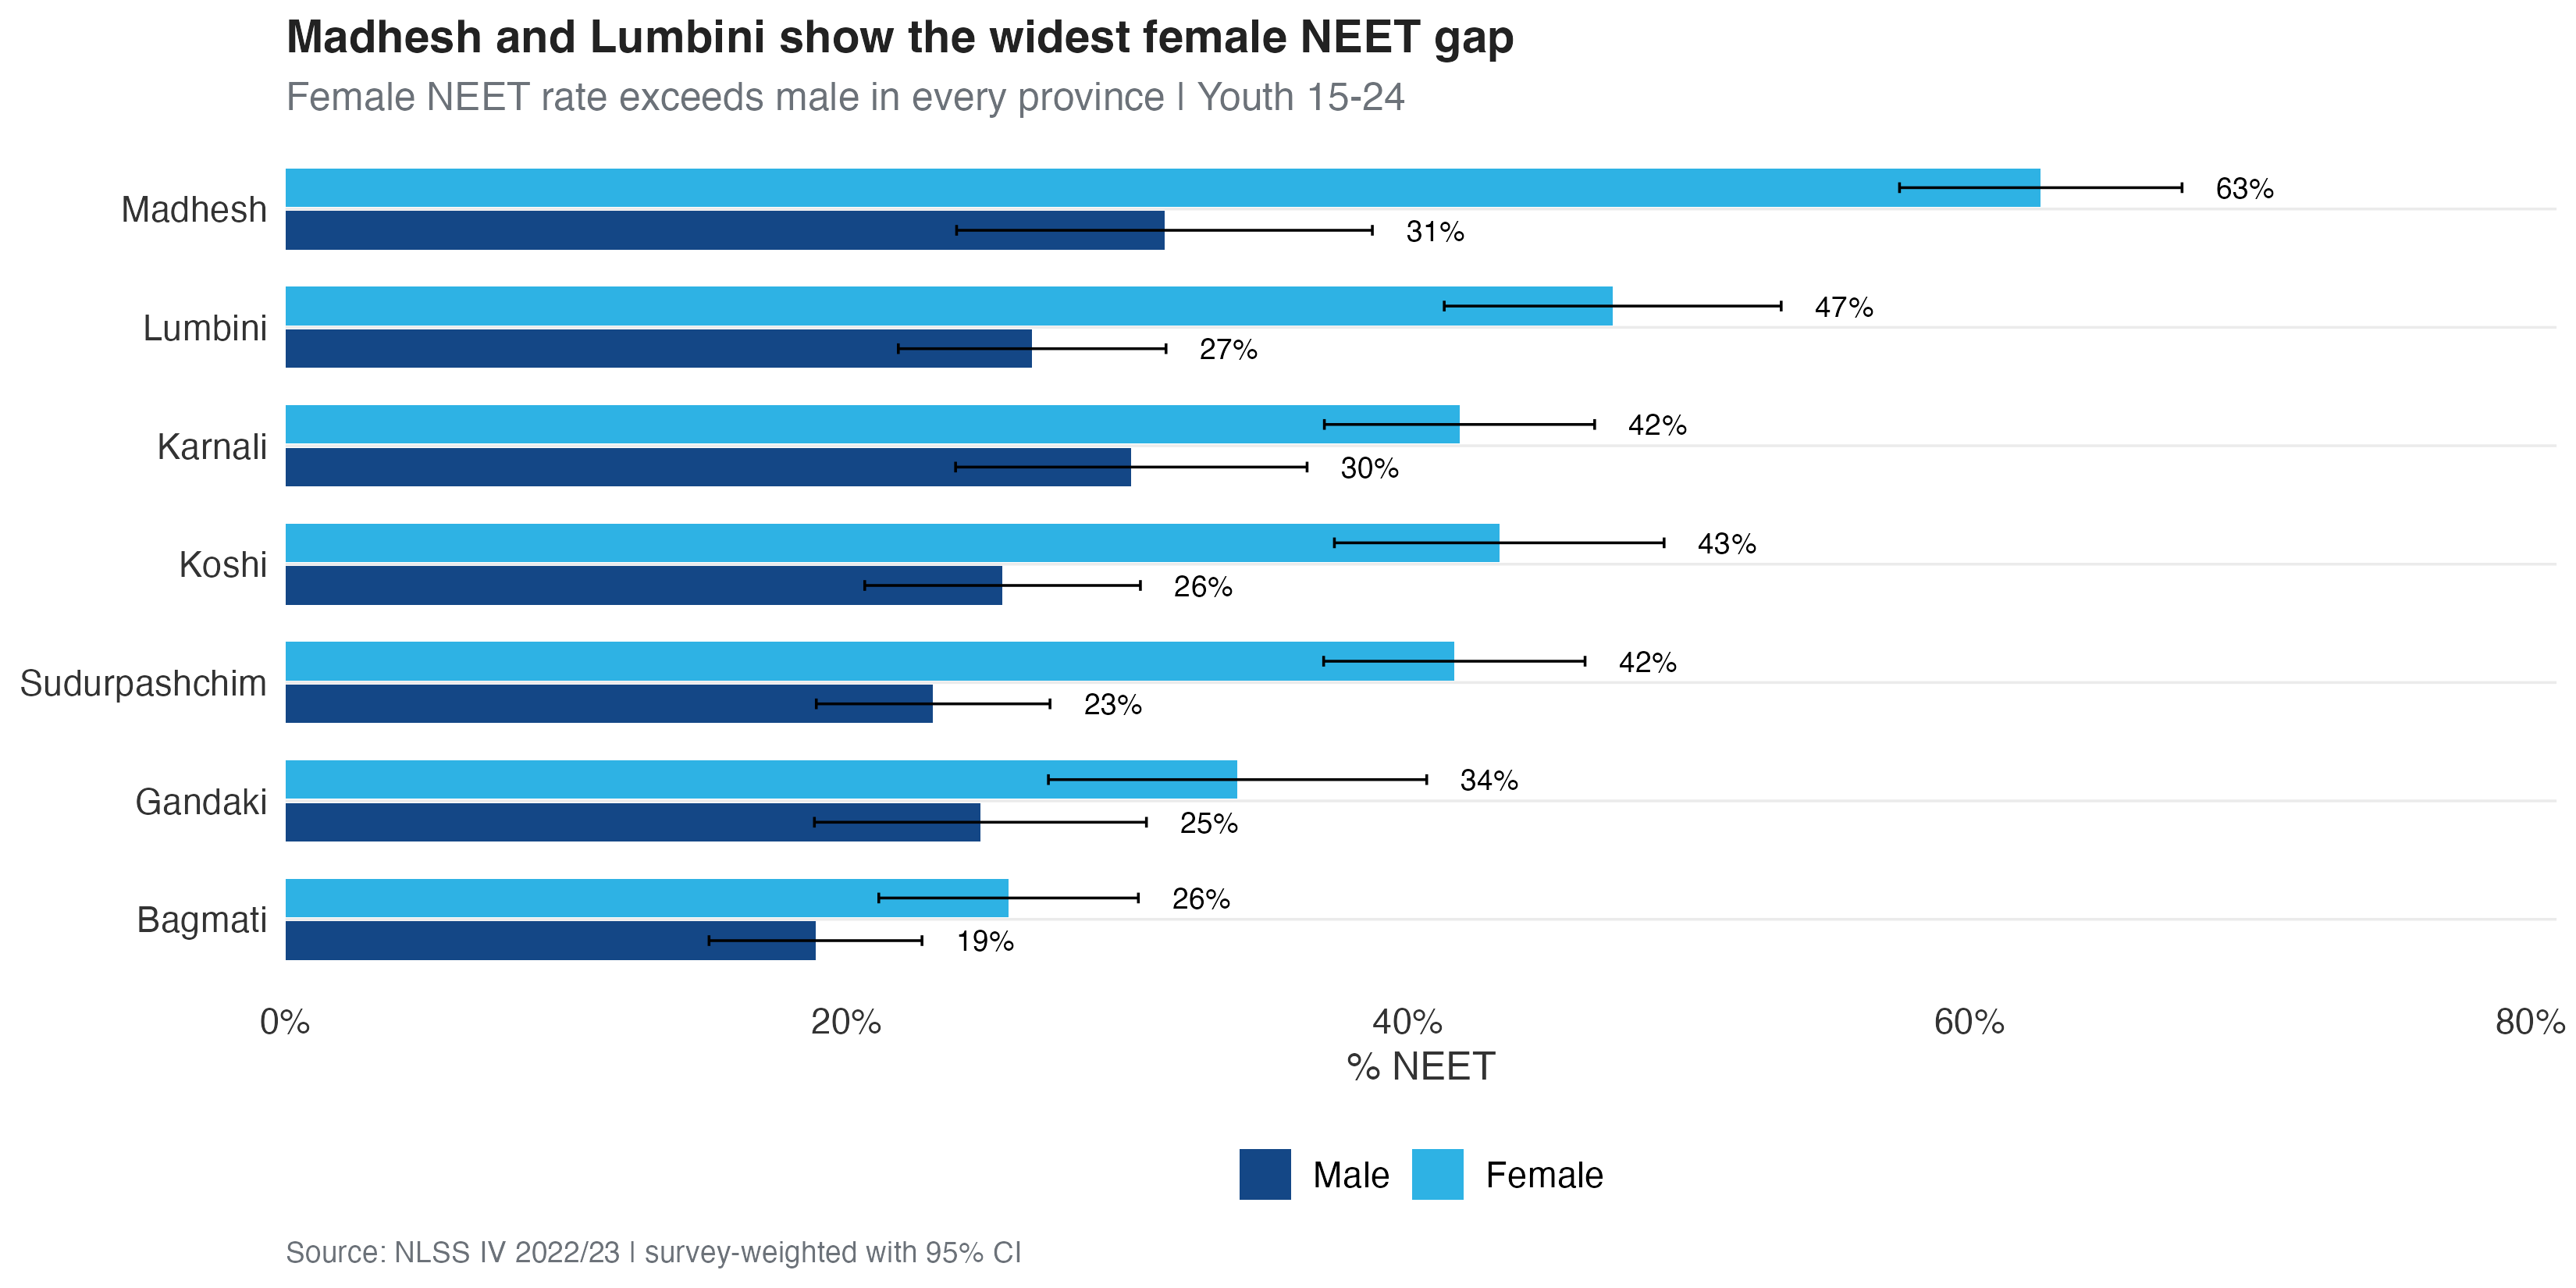 Madhesh and Lumbini show the widest female NEET gap
Female NEET rate exceeds male in every province | Youth 15-24
Madhesh
63%
31%
Lumbini
47%
27%
Karnali
42%
30%
Koshi
43%
26%
Sudurpashchim
42%
23%
Gandaki
34%
25%
Bagmati
26%
19%
0% 20% 40% 60% 80%
% NEET
Male Female
Source: NLSS IV 2022/23 | survey-weighted with 95% CI